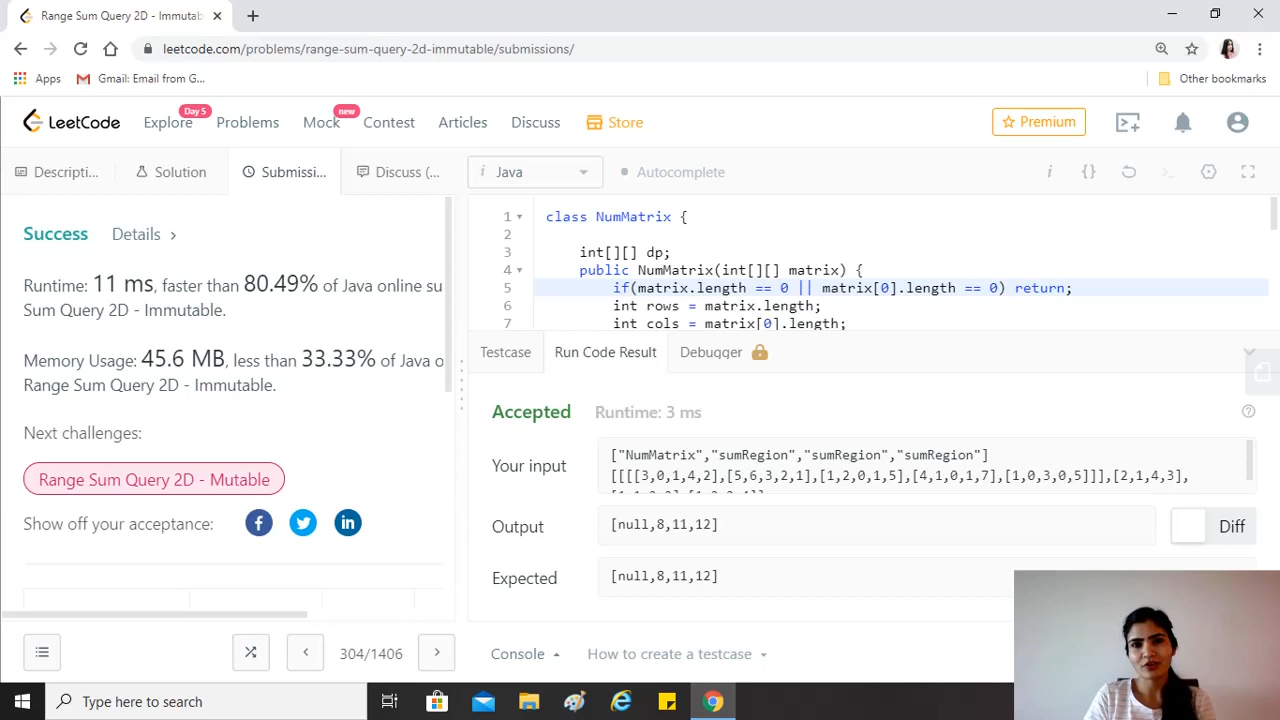 Range Sum Query 2D - Immutab
leetcode.com/problems/range-sum-query-2d-immutable/submissions/
Apps
Gmail: Email from G...
Other bookmarks
LeetCode
Explore
Day 5
Problems
Mock
new
Contest
Articles
Discuss
Store
Premium
Descripti...
Solution
Submissi...
Discuss (...
i Java
Autocomplete
i
{}
Success
Details
Runtime: 11 ms, faster than 80.49% of Java online su
Sum Query 2D - Immutable.
Memory Usage: 45.6 MB, less than 33.33% of Java o
Range Sum Query 2D - Immutable.
Next challenges:
Range Sum Query 2D - Mutable
Show off your acceptance:
1 class NumMatrix {
2
3 int[][] dp;
4 public NumMatrix(int[][] matrix) {
5 if(matrix.length == 0 || matrix[0].length == 0) return;
6 int rows = matrix.length;
7 int cols = matrix[0].length;
Testcase
Run Code Result
Debugger
Accepted
Runtime: 3 ms
Your input
["NumMatrix","sumRegion","sumRegion","sumRegion"]
[[[[3,0,1,4,2],[5,6,3,2,1],[1,2,0,1,5],[4,1,0,1,7],[1,0,3,0,5]]],[2,1,4,3],
Output
[null,8,11,12]
Diff
Expected
[null,8,11,12]
304/1406
Console
How to create a testcase
Type here to search